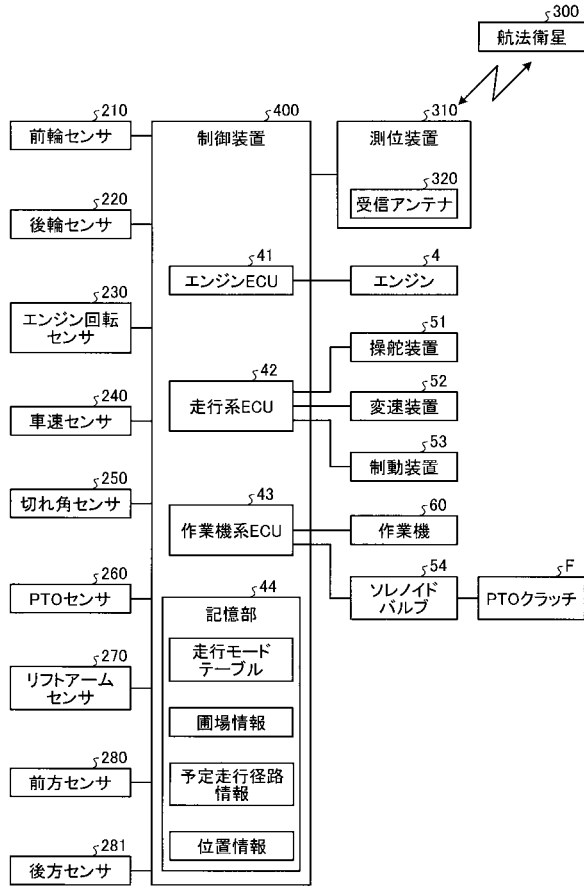 300
航法衛星
210
前輪センサ
220
後輪センサ
230
エンジン回転
センサ
240
車速センサ
250
切れ角センサ
260
PTOセンサ
270
リフトアーム
センサ
280
前方センサ
281
後方センサ
400
制御装置
41
エンジンECU
42
走行系ECU
43
作業機系ECU
44
記憶部
走行モード
テーブル
圃場情報
予定走行径路
情報
位置情報
310
測位装置
320
受信アンテナ
4
エンジン
51
操舵装置
52
変速装置
53
制動装置
60
作業機
54
ソレノイド
バルブ
F
PTOクラッチ